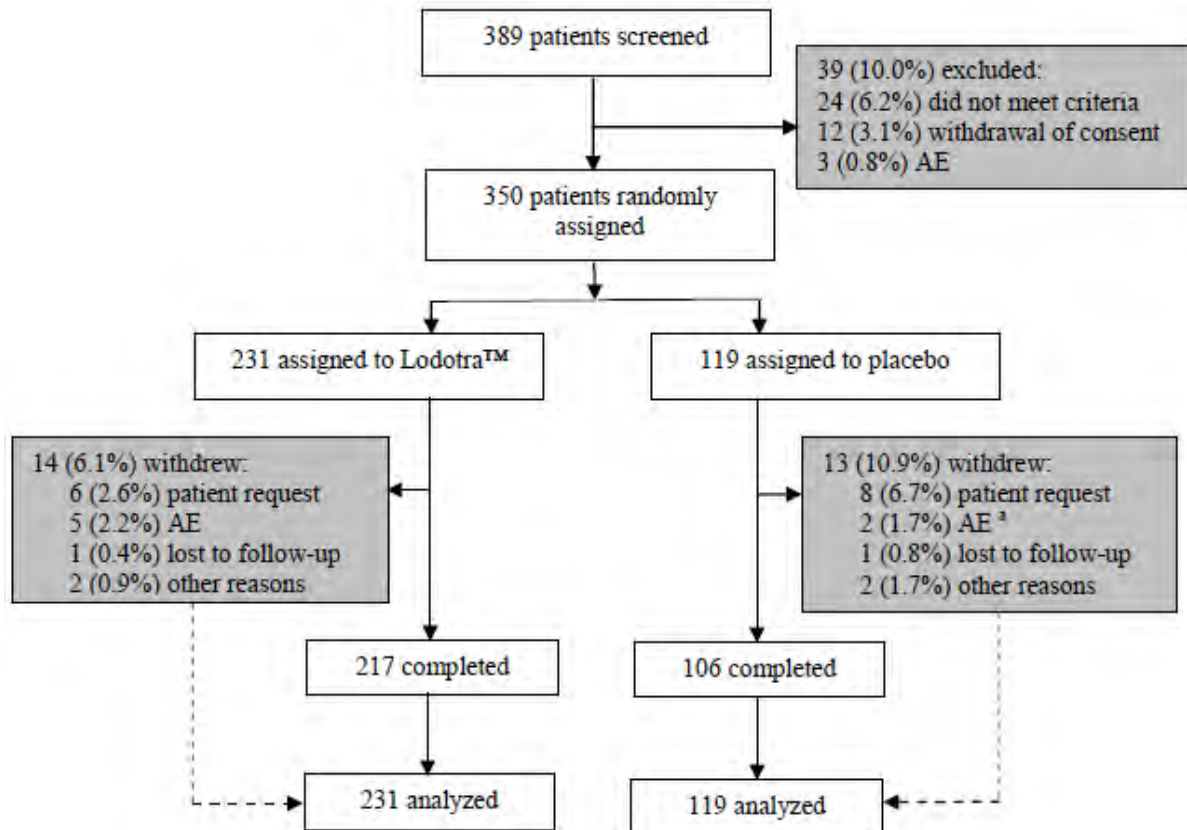 389 patients screened
39 (10.0%) excluded:
24 (6.2%) did not meet criteria
12 (3.1%) withdrawal of consent
3 (0.8%) AE
350 patients randomly
assigned
231 assigned to Lodotra™
119 assigned to placebo
14 (6.1%) withdrew:
6 (2.6%) patient request
5 (2.2%) AE
1 (0.4%) lost to follow-up
2 (0.9%) other reasons
13 (10.9%) withdrew:
8 (6.7%) patient request
2 (1.7%) AE ª
1 (0.8%) lost to follow-up
2 (1.7%) other reasons
217 completed
106 completed
231 analyzed
119 analyzed